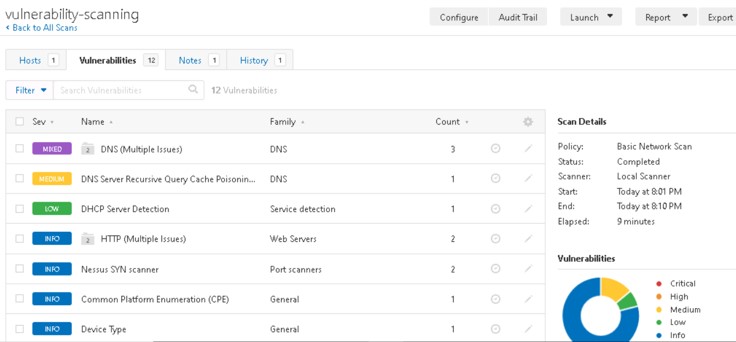 vulnerability-scanning
Back to All Scans
Configure Audit Trail Launch Report Export
Hosts 1 Vulnerabilities 12 Notes 1 History 1
Filter Search Vulnerabilities 12 Vulnerabilities
Sev Name Family Count
MIXED 2 DNS (Multiple Issues) DNS 3
MEDIUM DNS Server Recursive Query Cache Poisonin... DNS 1
LOW DHCP Server Detection Service detection 1
INFO 2 HTTP (Multiple Issues) Web Servers 2
INFO Nessus SYN scanner Port scanners 2
INFO Common Platform Enumeration (CPE) General 1
INFO Device Type General 1
Scan Details
Policy: Basic Network Scan
Status: Completed
Scanner: Local Scanner
Start: Today at 8:01 PM
End: Today at 8:10 PM
Elapsed: 9 minutes
Vulnerabilities
Critical
High
Medium
Low
Info